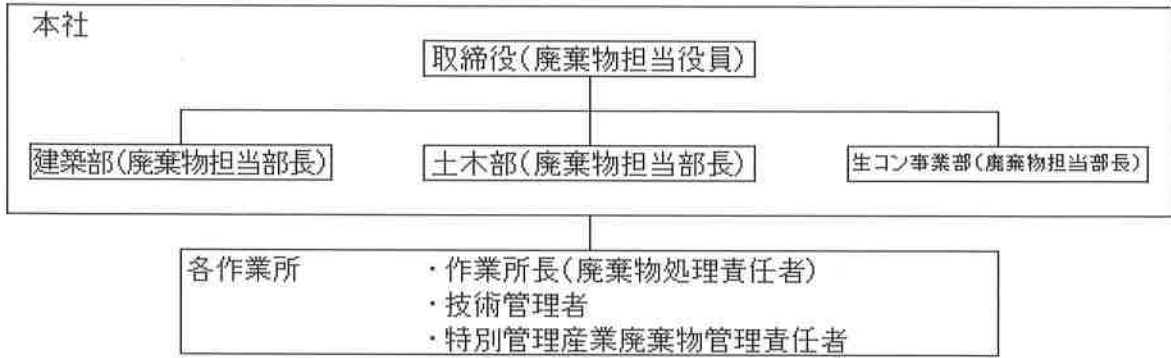 本社
取締役(廃棄物担当役員)
建築部(廃棄物担当部長)
土木部(廃棄物担当部長)
生コン事業部(廃棄物担当部長)
各作業所
・作業所長(廃棄物処理責任者)
・技術管理者
・特別管理産業廃棄物管理責任者